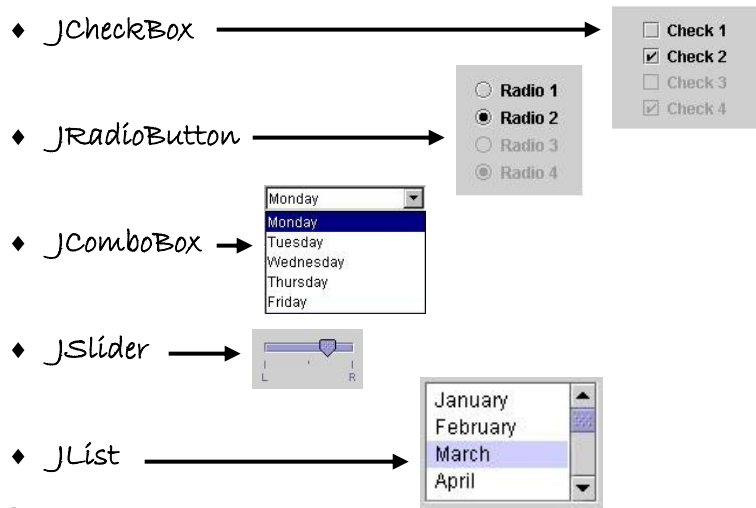 ♦ JCheckBox
Check 1
Check 2
Check 3
Check 4
♦ JRadioButton
Radio 1
Radio 2
Radio 3
Radio 4
♦ JComboBox
Monday
Monday
Tuesday
Wednesday
Thursday
Friday
♦ JSlider
L R
♦ JList
January
February
March
April